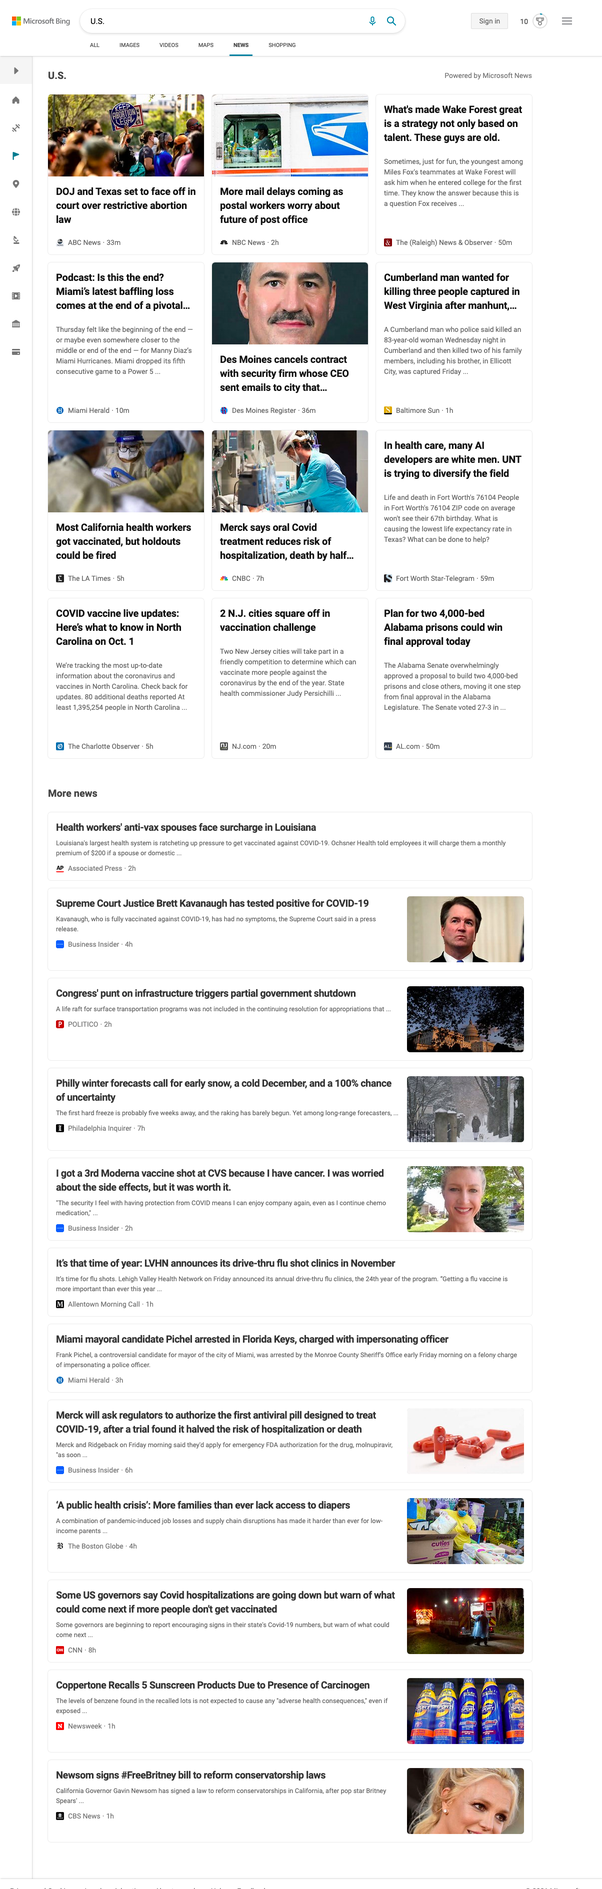 Microsoft Bing
U.S.
Sign in
10
ALL
IMAGES
VIDEOS
MAPS
NEWS
SHOPPING
U.S.
Powered by Microsoft News
DOJ and Texas set to face off in
court over restrictive abortion
law
ABC News · 33m
More mail delays coming as
postal workers worry about
future of post office
NBC News · 2h
What's made Wake Forest great
is a strategy not only based on
talent. These guys are old.
Sometimes, just for fun, the youngest among
Miles Fox's teammates at Wake Forest will
ask him when he entered college for the first
time. They know the answer because this is
a question Fox receives ...
The (Raleigh) News & Observer · 50m
Podcast: Is this the end?
Miami's latest baffling loss
comes at the end of a pivotal...
Thursday felt like the beginning of the end —
or maybe even somewhere closer to the
middle or end of the end — for Manny Diaz's
Miami Hurricanes. Miami dropped its fifth
consecutive game to a Power 5 ...
Miami Herald · 10m
Des Moines cancels contract
with security firm whose CEO
sent emails to city that...
Des Moines Register · 36m
Cumberland man wanted for
killing three people captured in
West Virginia after manhunt,...
A Cumberland man who police said killed an
83-year-old woman Wednesday night in
Cumberland and then killed two of his family
members, including his brother, in Ellicott
City, was captured Friday ...
Baltimore Sun · 1h
Most California health workers
got vaccinated, but holdouts
could be fired
The LA Times · 5h
Merck says oral Covid
treatment reduces risk of
hospitalization, death by half...
CNBC · 7h
In health care, many AI
developers are white men. UNT
is trying to diversify the field
Life and death in Fort Worth's 76104 People
in Fort Worth's 76104 ZIP code on average
won't see their 67th birthday. What is
causing the lowest life expectancy rate in
Texas? What can be done to help?
Fort Worth Star-Telegram · 59m
COVID vaccine live updates:
Here's what to know in North
Carolina on Oct. 1
We're tracking the most up-to-date
information about the coronavirus and
vaccines in North Carolina. Check back for
updates. 80 additional deaths reported At
least 1,395,254 people in North Carolina ...
The Charlotte Observer · 5h
2 N.J. cities square off in
vaccination challenge
Two New Jersey cities will take part in a
friendly competition to determine which can
vaccinate more people against the
coronavirus by the end of the year. State
health commissioner Judy Persichilli ...
NJ.com · 20m
Plan for two 4,000-bed
Alabama prisons could win
final approval today
The Alabama Senate overwhelmingly
approved a proposal to build two 4,000-bed
prisons and close others, moving it one step
from final approval in the Alabama
Legislature. The Senate voted 27-3 in ...
AL.com · 50m
More news
Health workers' anti-vax spouses face surcharge in Louisiana
Louisiana's largest health system is ratcheting up pressure to get vaccinated against COVID-19. Ochsner Health told employees it will charge them a monthly
premium of $200 if a spouse or domestic ...
AP Associated Press · 2h
Supreme Court Justice Brett Kavanaugh has tested positive for COVID-19
Kavanaugh, who is fully vaccinated against COVID-19, has had no symptoms, the Supreme Court said in a press
release.
Business Insider · 4h
Congress' punt on infrastructure triggers partial government shutdown
A life raft for surface transportation programs was not included in the continuing resolution for appropriations that ...
POLITICO · 2h
Philly winter forecasts call for early snow, a cold December, and a 100% chance
of uncertainty
The first hard freeze is probably five weeks away, and the raking has barely begun. Yet among long-range forecasters, ...
Philadelphia Inquirer · 7h
I got a 3rd Moderna vaccine shot at CVS because I have cancer. I was worried
about the side effects, but it was worth it.
"The security I feel with having protection from COVID means I can enjoy company again, even as I continue chemo
medication," ...
Business Insider · 2h
It's that time of year: LVHN announces its drive-thru flu shot clinics in November
It's time for flu shots. Lehigh Valley Health Network on Friday announced its annual drive-thru flu clinics, the 24th year of the program. "Getting a flu vaccine is
more important than ever this year ...
Allentown Morning Call · 1h
Miami mayoral candidate Pichel arrested in Florida Keys, charged with impersonating officer
Frank Pichel, a controversial candidate for mayor of the city of Miami, was arrested by the Monroe County Sheriff's Office early Friday morning on a felony charge
of impersonating a police officer.
Miami Herald · 3h
Merck will ask regulators to authorize the first antiviral pill designed to treat
COVID-19, after a trial found it halved the risk of hospitalization or death
Merck and Ridgeback on Friday morning said they'd apply for emergency FDA authorization for the drug, molnupiravir,
"as soon ...
Business Insider · 6h
'A public health crisis': More families than ever lack access to diapers
A combination of pandemic-induced job losses and supply chain disruptions has made it harder than ever for low-
income parents ...
The Boston Globe · 4h
Some US governors say Covid hospitalizations are going down but warn of what
could come next if more people don't get vaccinated
Some governors are beginning to report encouraging signs in their state's Covid-19 numbers, but warn of what could
come next ...
CNN · 8h
Coppertone Recalls 5 Sunscreen Products Due to Presence of Carcinogen
The levels of benzene found in the recalled lots is not expected to cause any "adverse health consequences," even if
exposed ...
Newsweek · 1h
Newsom signs #FreeBritney bill to reform conservatorship laws
California Governor Gavin Newsom has signed a law to reform conservatorships in California, after pop star Britney
Spears' ...
CBS News · 1h